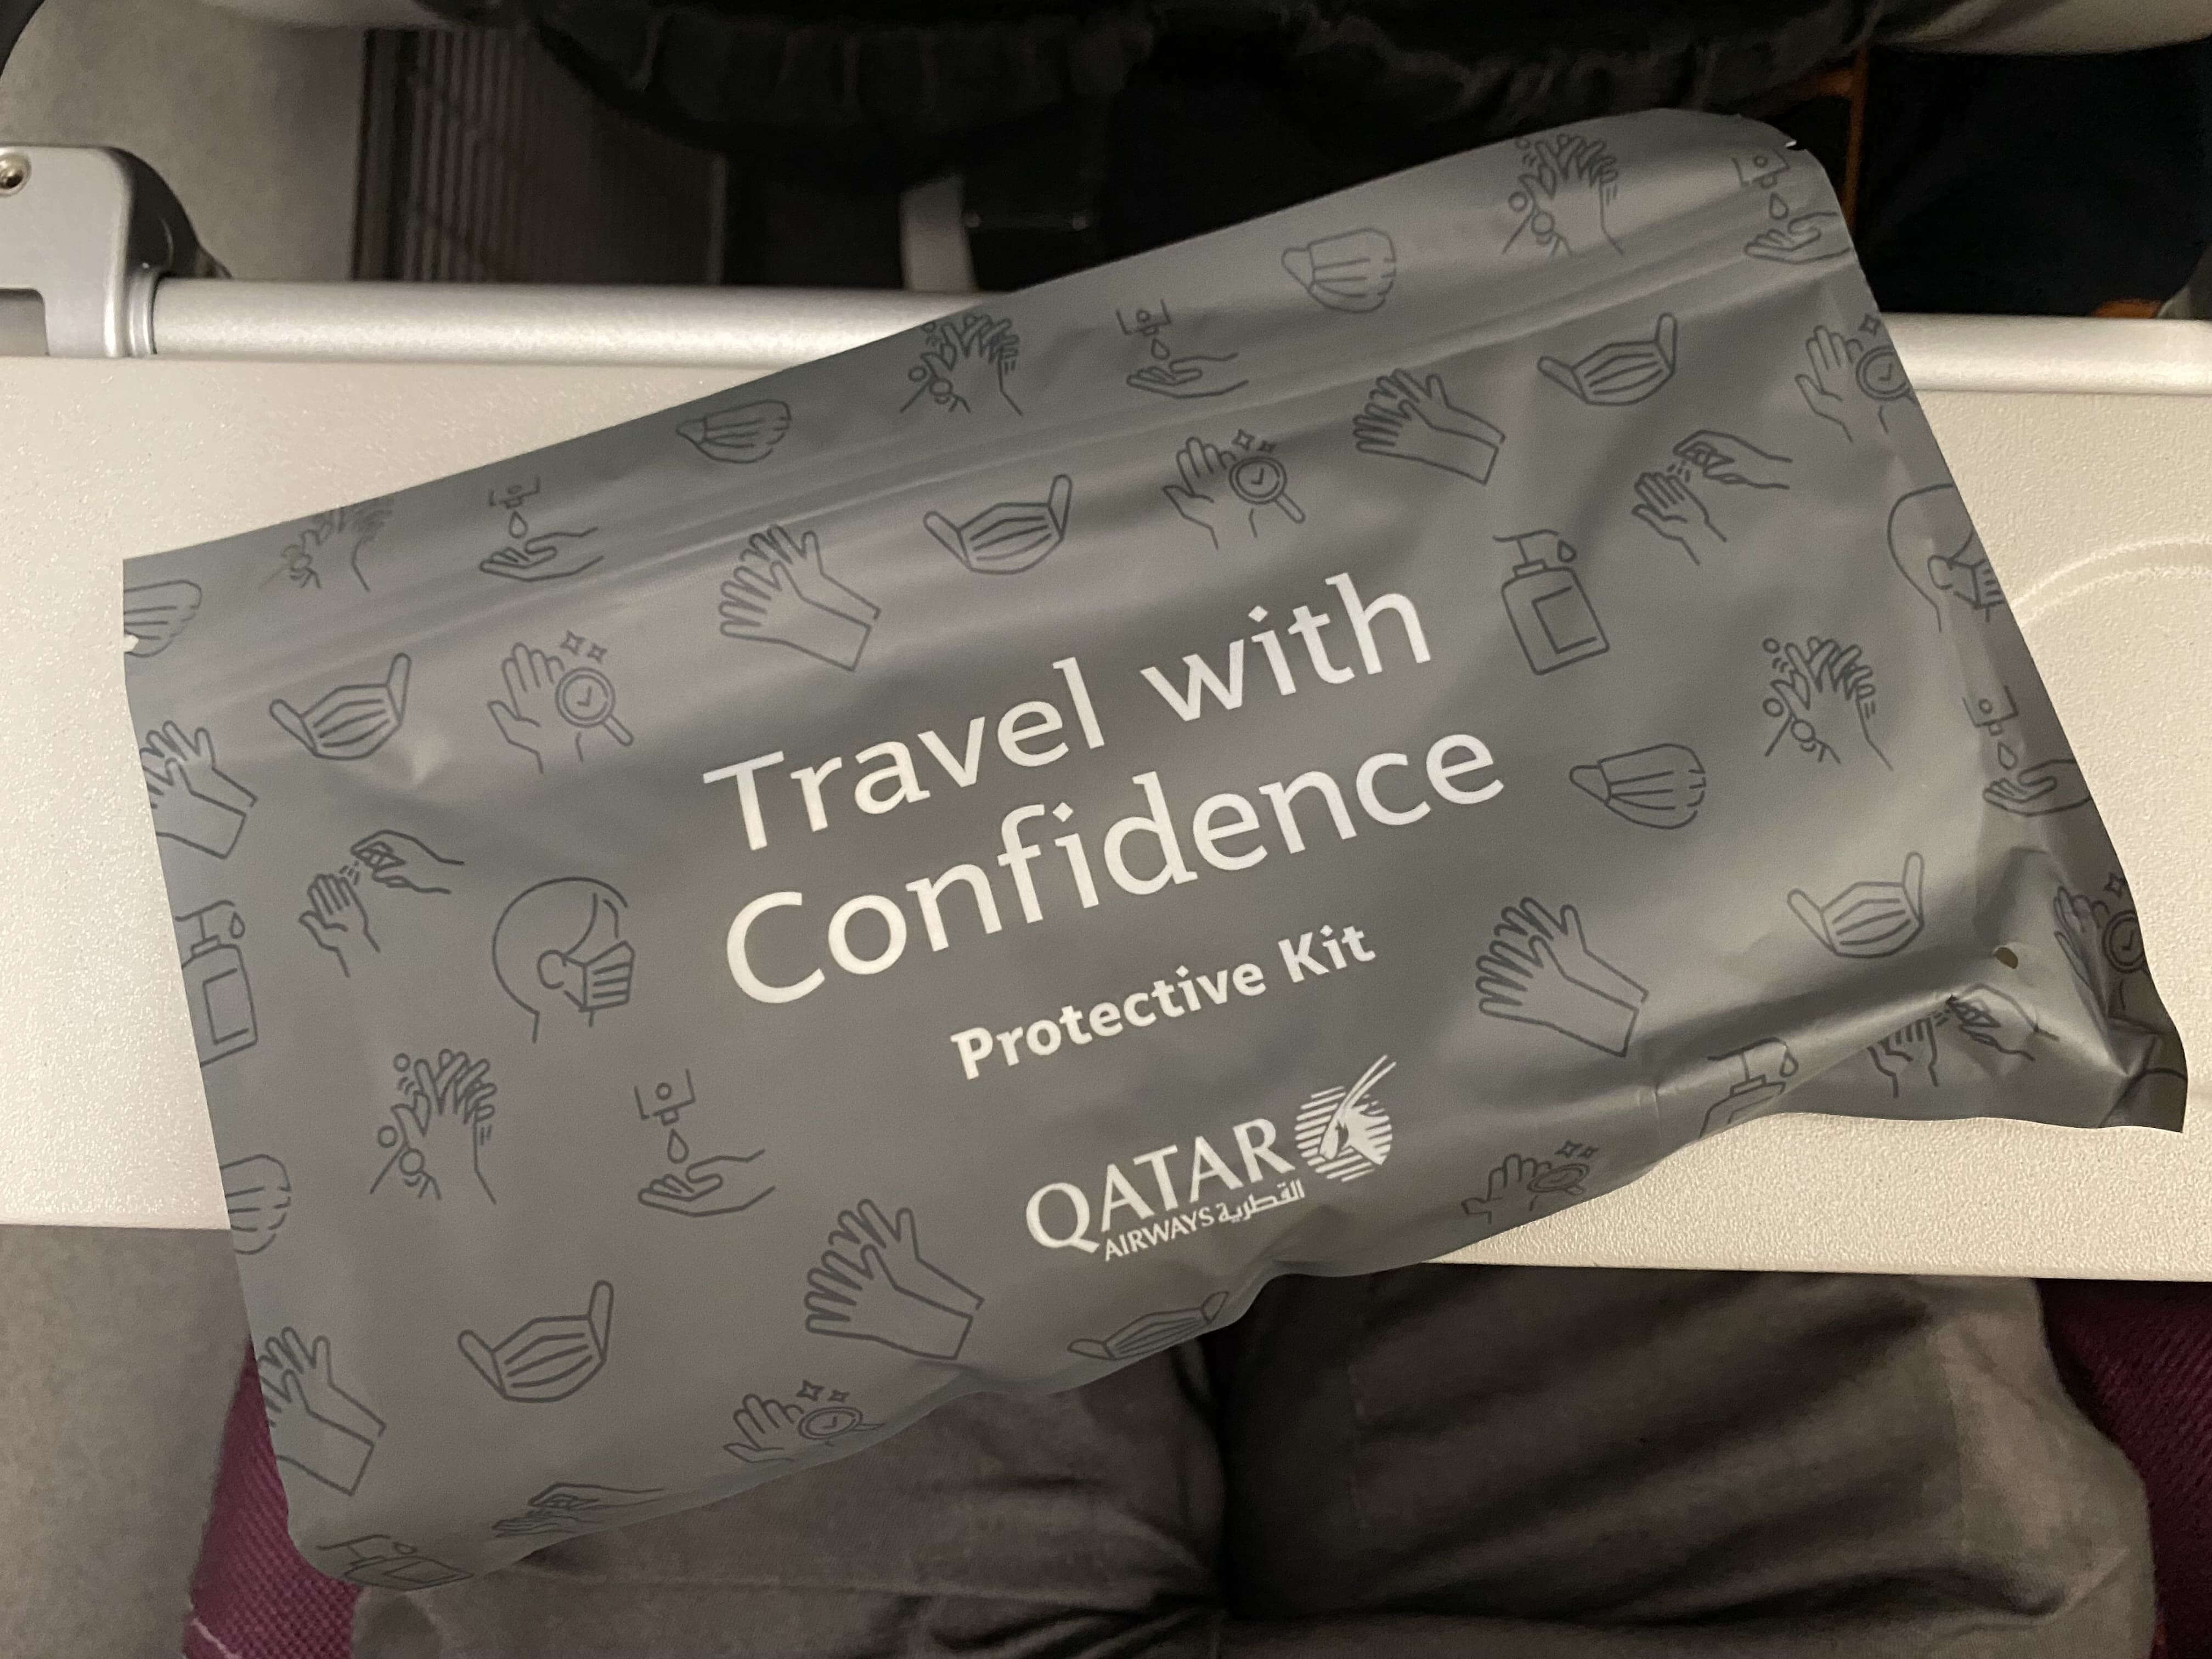 Travel with
Confidence
Protective Kit
QATAR
AIRWAYS القطرية